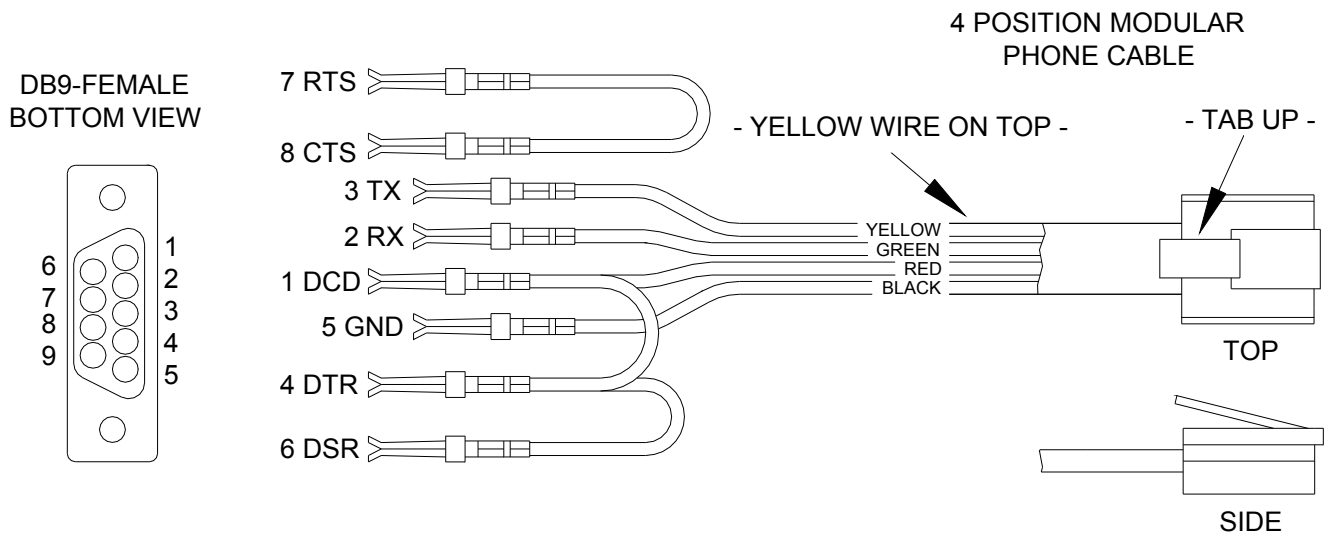 4 POSITION MODULAR
PHONE CABLE
DB9-FEMALE
BOTTOM VIEW
7 RTS
8 CTS
- YELLOW WIRE ON TOP -
- TAB UP -
3 TX
2 RX
1 DCD
5 GND
4 DTR
6 DSR
YELLOW
GREEN
RED
BLACK
1
2
3
4
5
6
7
8
9
TOP
SIDE